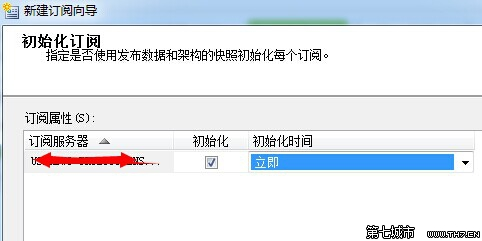 新建订阅向导
初始化订阅
指定是否使用发布数据和架构的快照初始化每个订阅。
订阅属性(S):
订阅服务器 初始化 初始化时间
立即
第七城市 WWW.TH7.CN